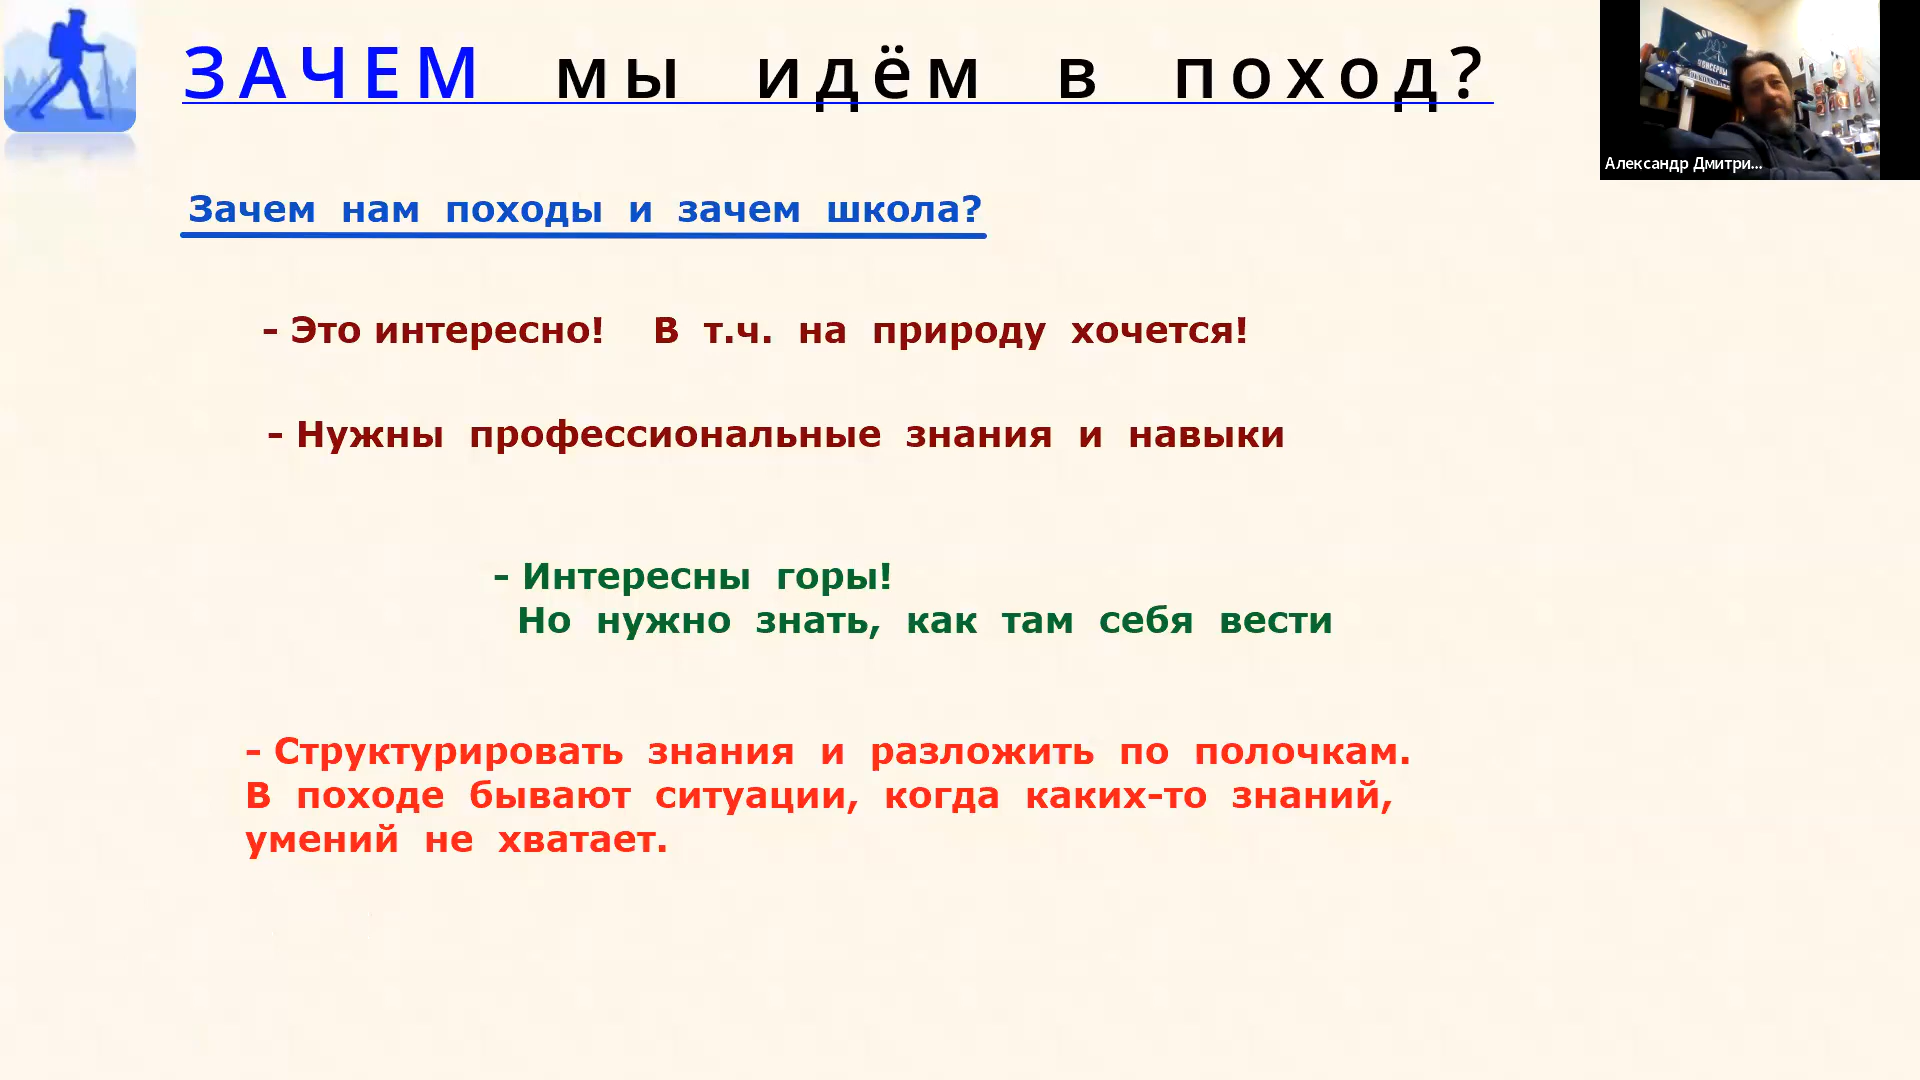 ЗАЧЕМ мы идём в поход?
Александр Дмитри...
Зачем нам походы и зачем школа?
- Это интересно! В т.ч. на природу хочется!
- Нужны профессиональные знания и навыки
- Интересны горы!
Но нужно знать, как там себя вести
- Структурировать знания и разложить по полочкам.
В походе бывают ситуации, когда каких-то знаний,
умений не хватает.